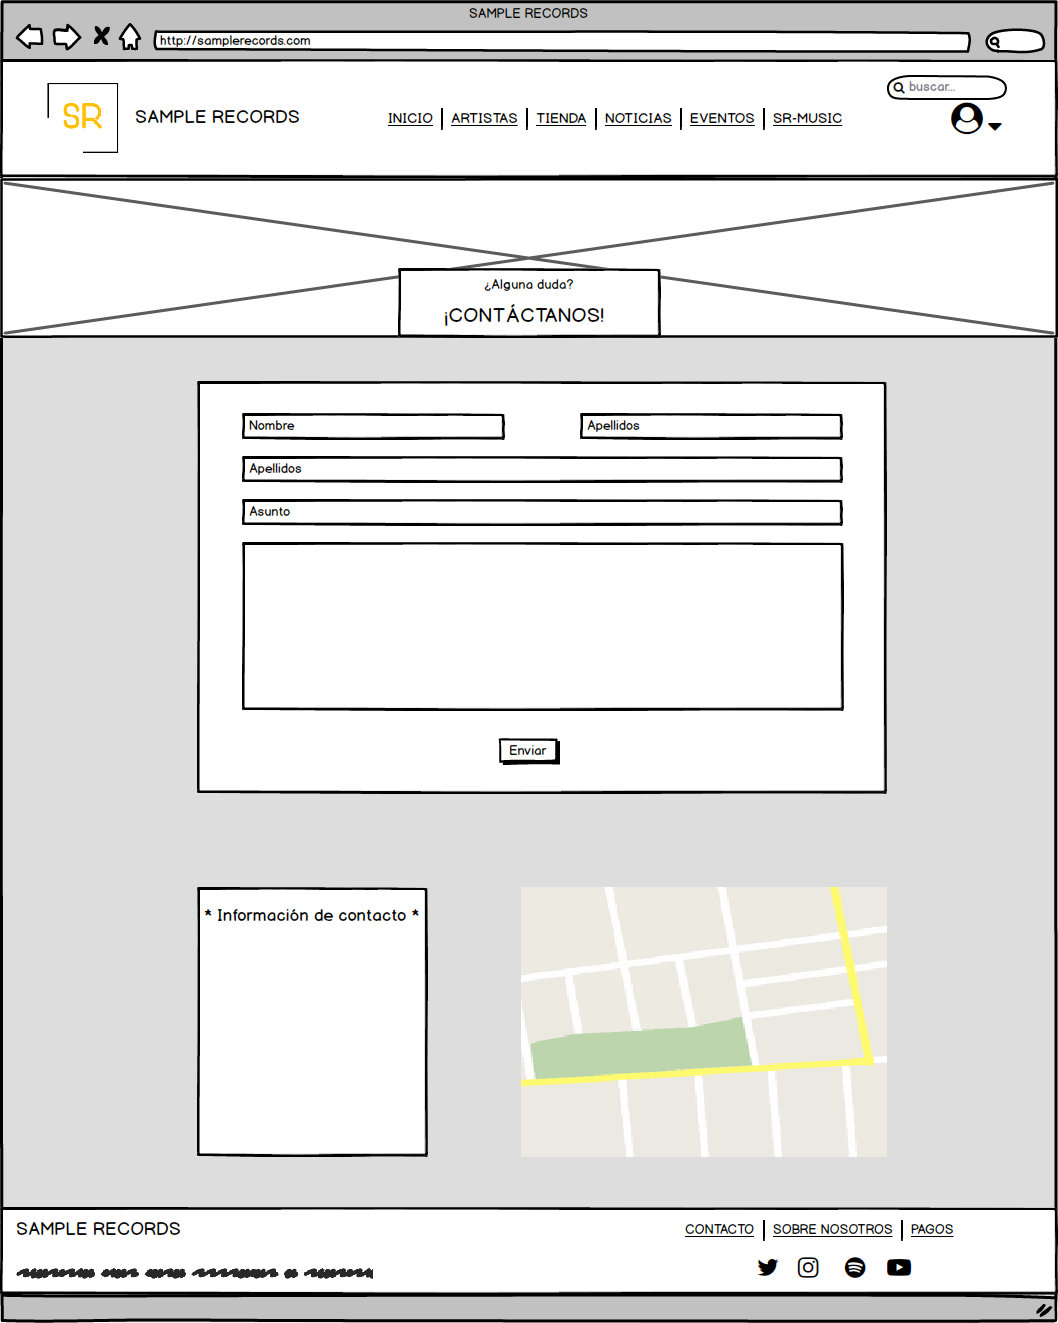 SAMPLE RECORDS
http://samplerecords.com
buscar...
SR
SAMPLE RECORDS
INICIO ARTISTAS TIENDA NOTICIAS EVENTOS SR-MUSIC
¿Alguna duda?
¡CONTÁCTANOS!
Nombre Apellidos
Apellidos
Asunto
Enviar
* Información de contacto *
SAMPLE RECORDS
CONTACTO SOBRE NOSOTROS PAGOS